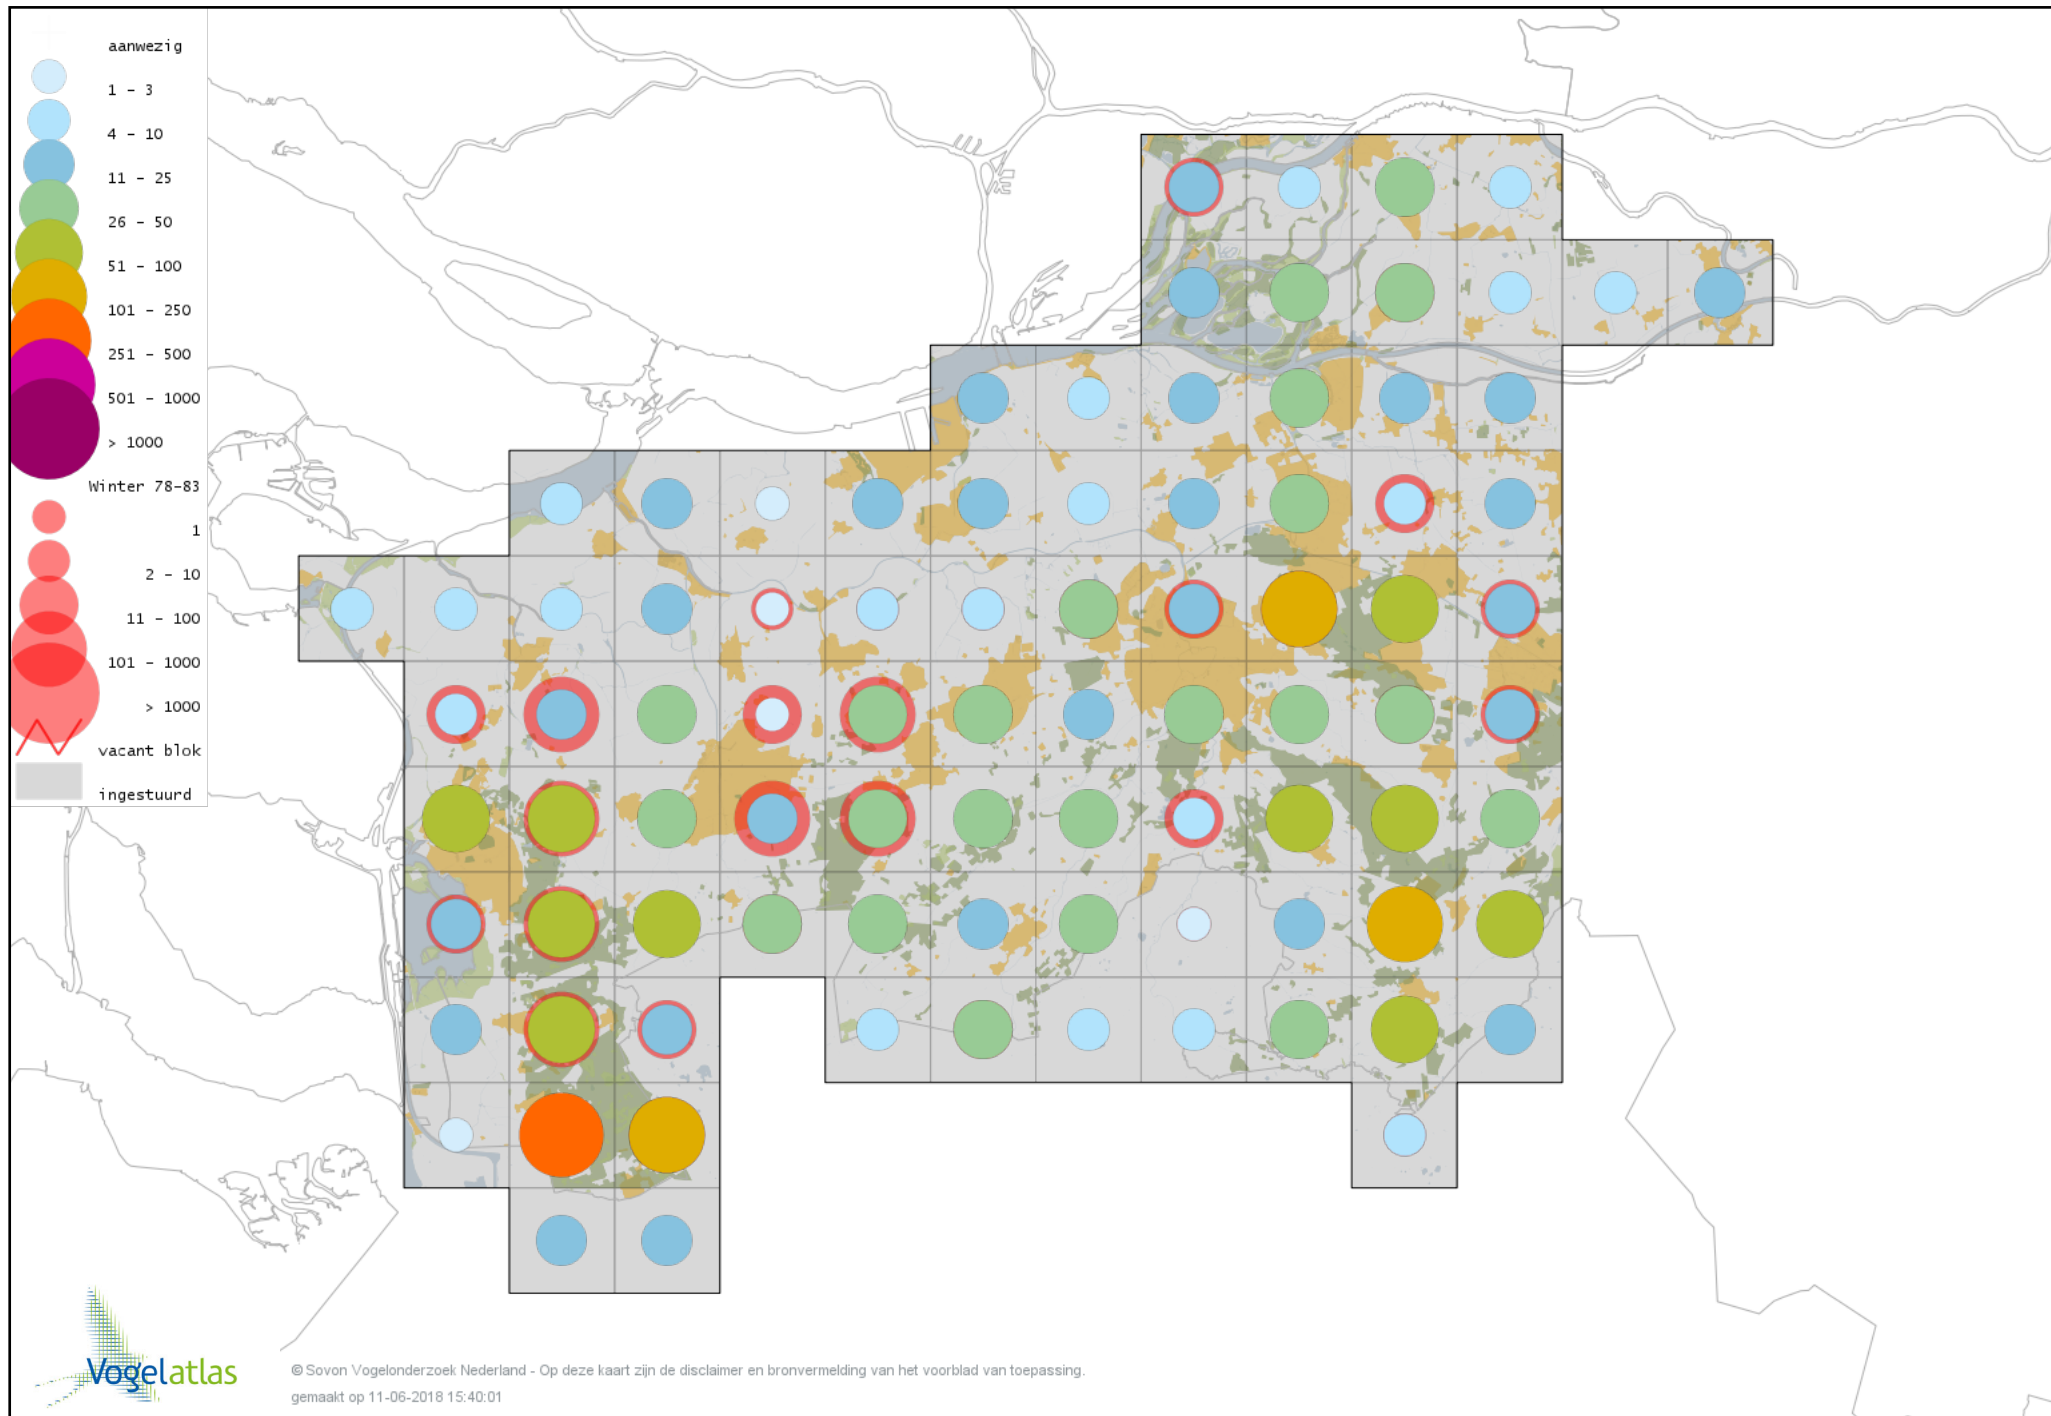 aanwezig
1 - 3
4 - 10
11 - 25
26 - 50
51 - 100
101 - 250
251 - 500
501 - 1000
> 1000
Winter 78-83
1
2 - 10
11 - 100
101 - 1000
> 1000
vacant blok
ingestuurd
Vogelatlas
© Sovon Vogelonderzoek Nederland - Op deze kaart zijn de disclaimer en bronvermelding van het voorblad van toepassing.
gemaakt op 11-06-2018 15:40:01